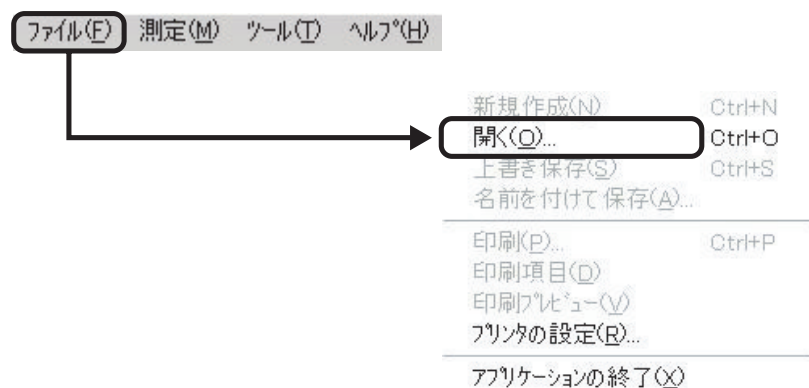 ファイル(F) 測定(M) ツール(T) ヘルプ(H)
新規作成(N) Ctrl+N
開く(O)... Ctrl+O
上書き保存(S) Ctrl+S
名前を付けて保存(A)...
印刷(P)... Ctrl+P
印刷項目(D)
印刷プレビュー(V)
プリンタの設定(R)...
アプリケーションの終了(X)